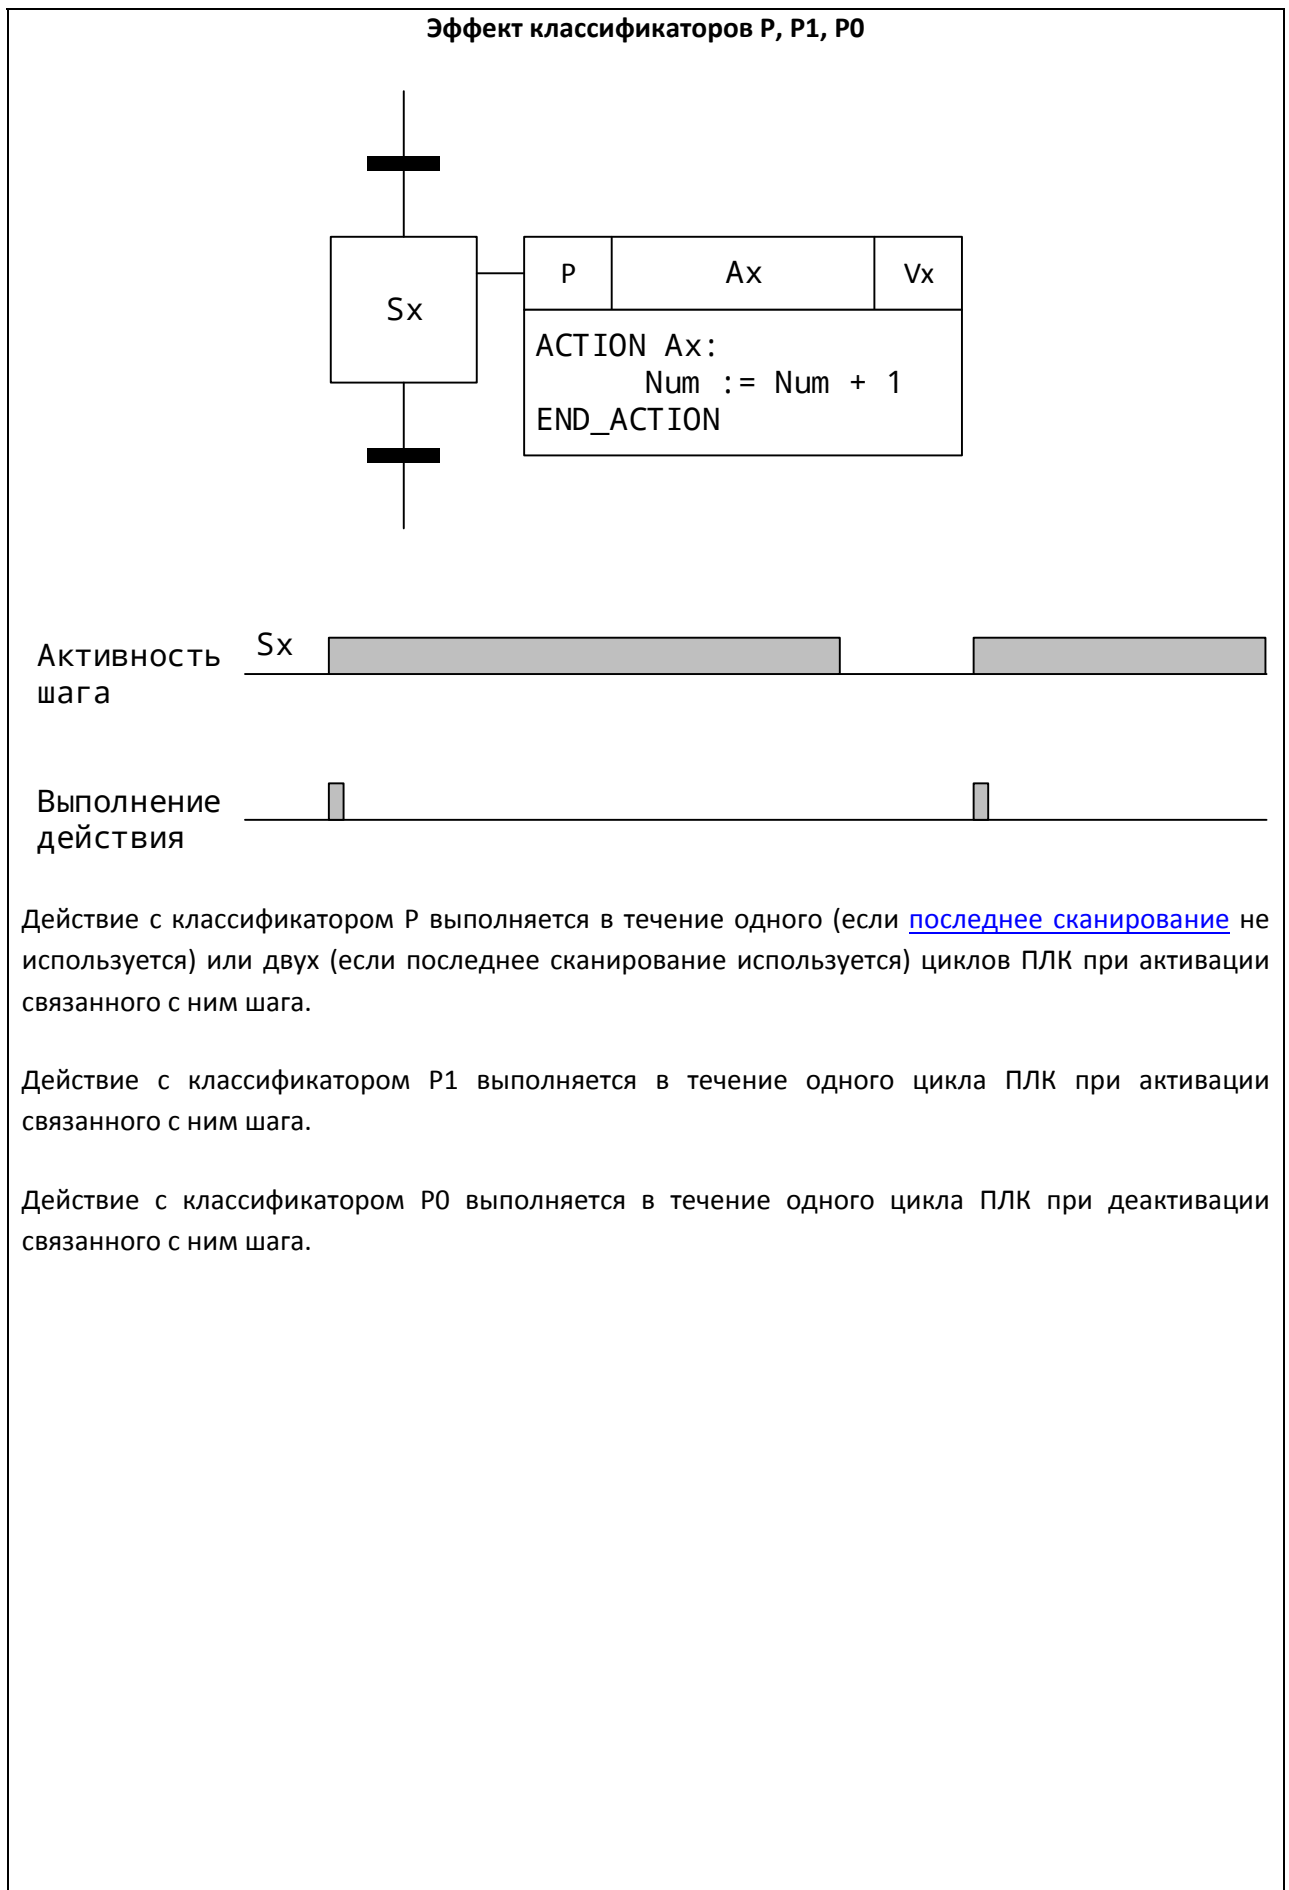 Эффект классификаторов P, P1, P0
P Ax Vx
Sx
ACTION Ax:
Num := Num + 1
END_ACTION
Sx
Активность
шага
Выполнение
действия
Действие с классификатором P выполняется в течение одного (если последнее сканирование не
используется) или двух (если последнее сканирование используется) циклов ПЛК при активации
связанного с ним шага.
Действие с классификатором P1 выполняется в течение одного цикла ПЛК при активации
связанного с ним шага.
Действие с классификатором P0 выполняется в течение одного цикла ПЛК при деактивации
связанного с ним шага.